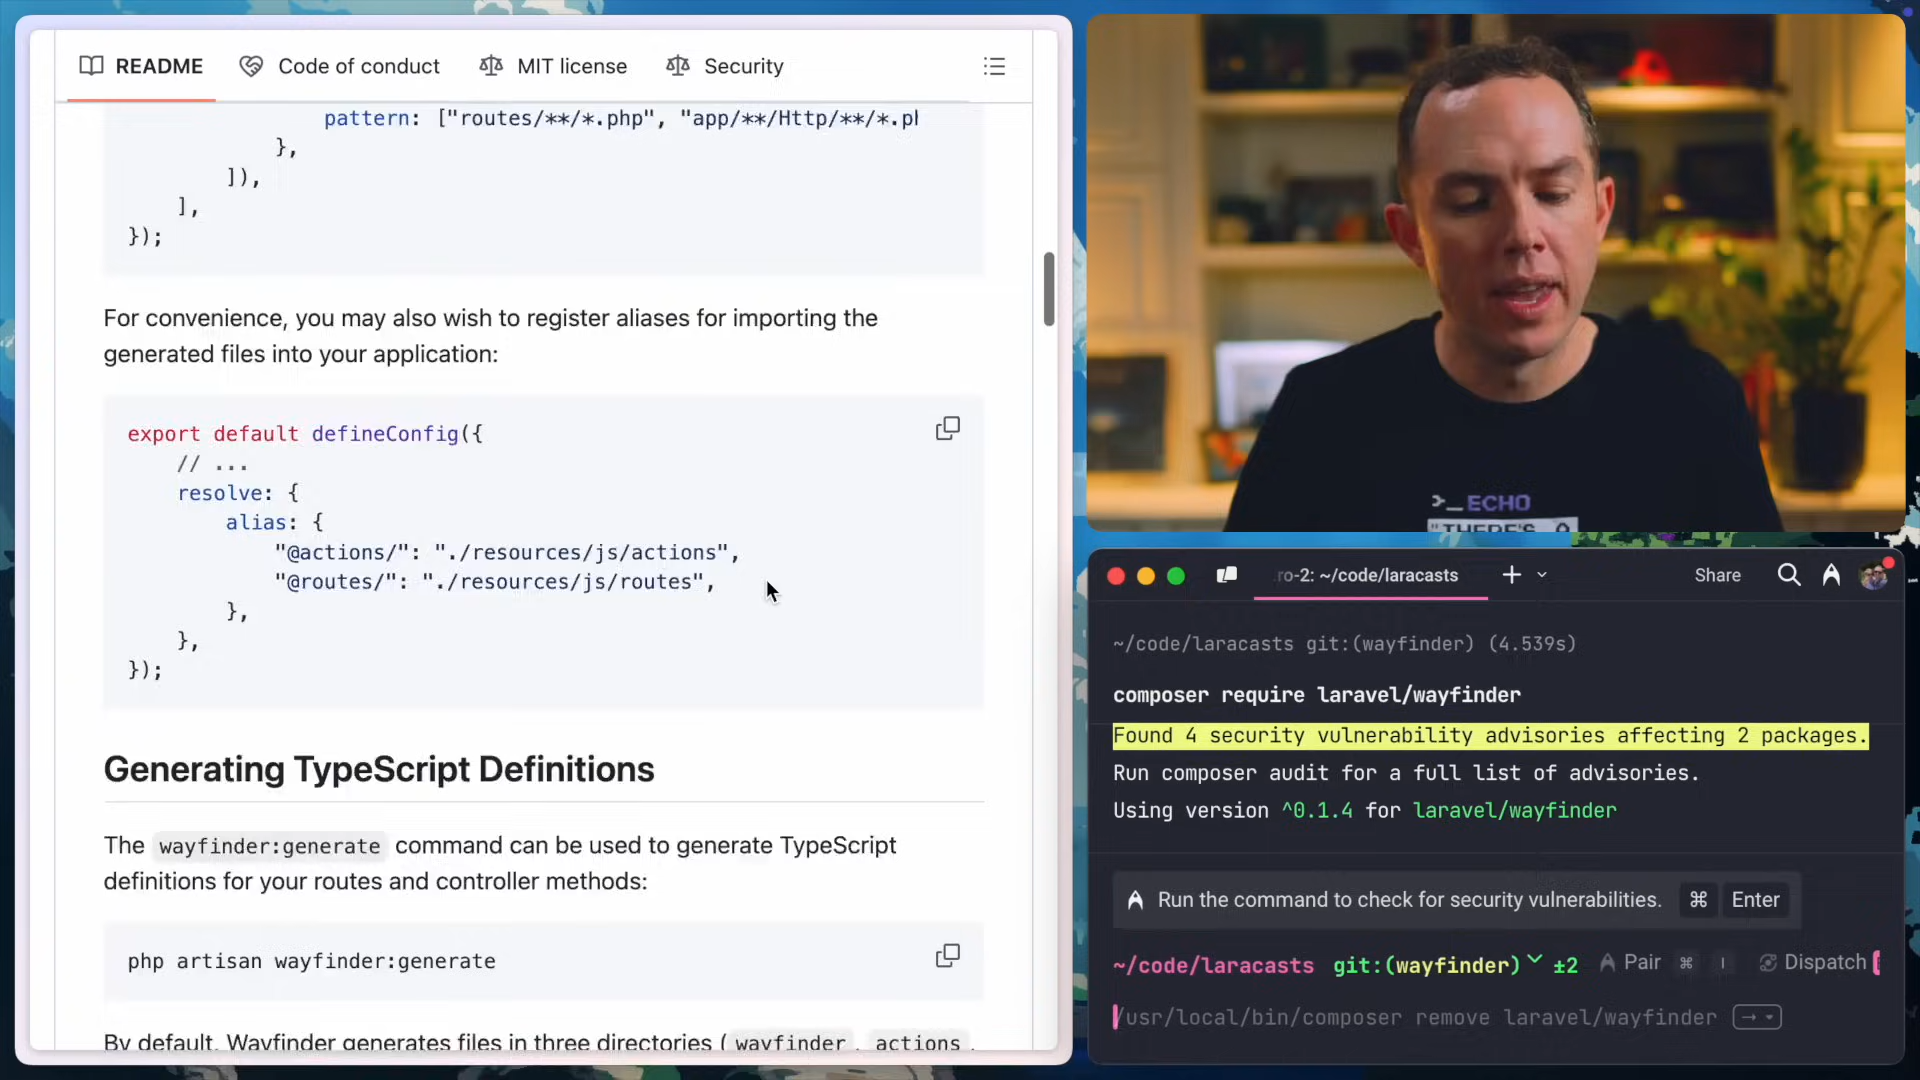 README
Code of conduct
MIT license
Security
pattern: ["routes/**/*.php", "app/**/Http/**/*.ph
},
]),
],
});
For convenience, you may also wish to register aliases for importing the
generated files into your application:
export default defineConfig({
// ...
resolve: {
alias: {
"@actions/": "./resources/js/actions",
"@routes/": "./resources/js/routes",
},
},
});
Generating TypeScript Definitions
The wayfinder:generate command can be used to generate TypeScript
definitions for your routes and controller methods:
php artisan wayfinder:generate
By default, Wayfinder generates files in three directories ( wayfinder , actions ,
>_ECHO
"THERE'S A
ro-2: ~/code/laracasts
Share
~/code/laracasts git:(wayfinder) (4.539s)
composer require laravel/wayfinder
Found 4 security vulnerability advisories affecting 2 packages.
Run composer audit for a full list of advisories.
Using version ^0.1.4 for laravel/wayfinder
Run the command to check for security vulnerabilities. ⌘ Enter
~/code/laracasts git:(wayfinder) ±2 Pair ⌘ I Dispatch
/usr/local/bin/composer remove laravel/wayfinder